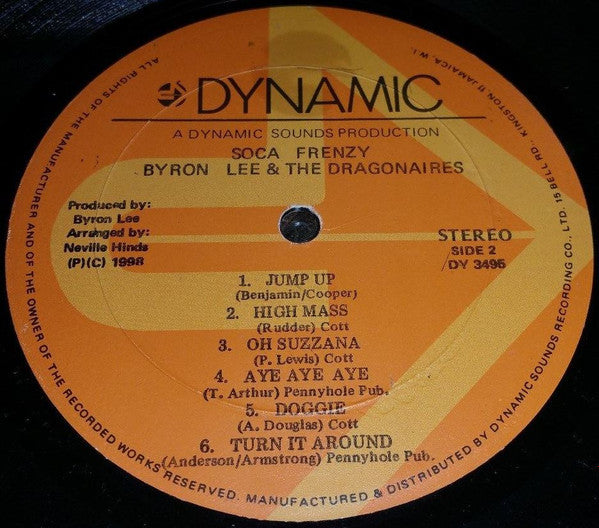 DYNAMIC
A DYNAMIC SOUNDS PRODUCTION
SOCA FRENZY
BYRON LEE & THE DRAGONAIRES
Produced by:
Byron Lee
Arranged by:
Neville Hinds
(P)(C) 1998
STEREO
SIDE 2
DY 3495
1. JUMP UP
(Benjamin/Cooper)
2. HIGH MASS
(Rudder) Cott
3. OH SUZZANA
(P. Lewis) Cott
4. AYE AYE AYE
(T. Arthur) Pennyhole Pub.
5. DOGGIE
(A. Douglas) Cott
6. TURN IT AROUND
(Anderson/Armstrong) Pennyhole Pub.
ALL RIGHTS OF THE MANUFACTURER AND OF THE OWNER OF THE RECORDED WORKS RESERVED. MANUFACTURED & DISTRIBUTED BY DYNAMIC SOUNDS RECORDING CO., LTD. 15 BELL RD. KINGSTON 11 JAMAICA. W.I.